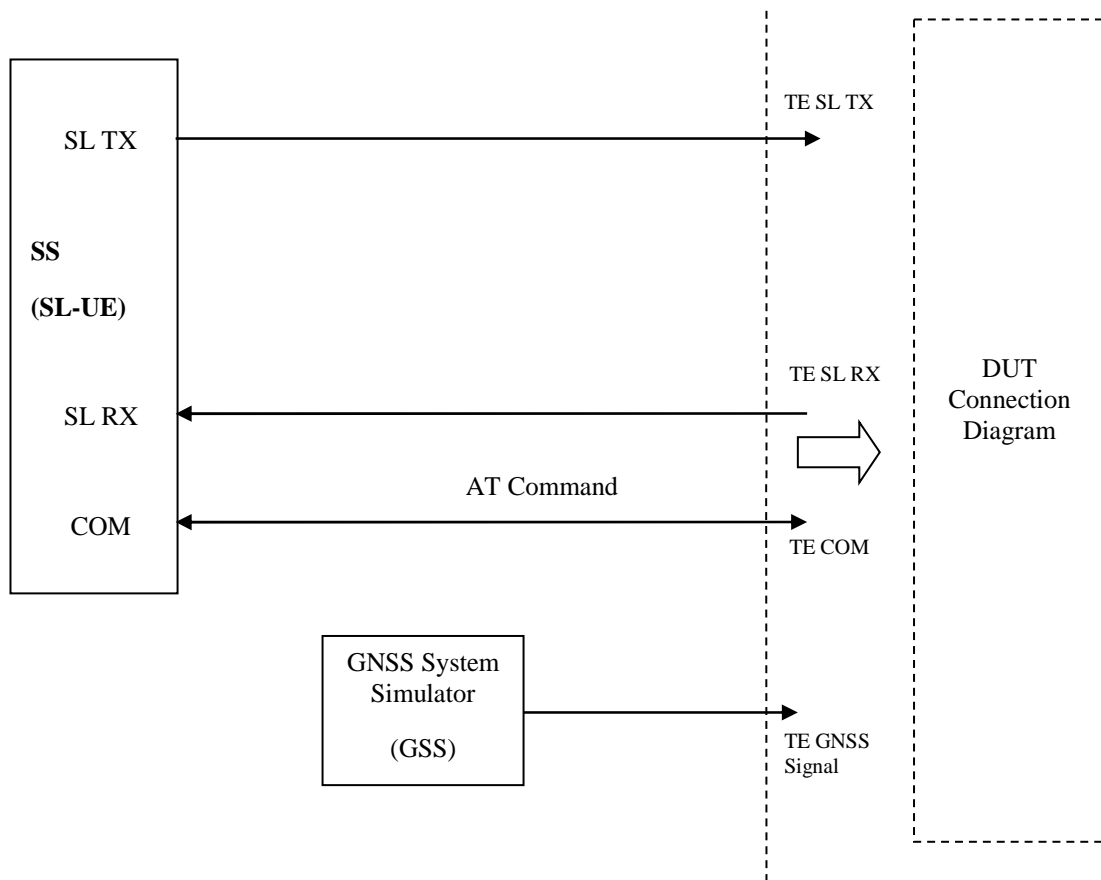 TE SL TX
SL TX
SS
(SL-UE)
TE SL RX
SL RX
DUT
Connection
Diagram
AT Command
COM
TE COM
GNSS System
Simulator
(GSS)
TE GNSS
Signal